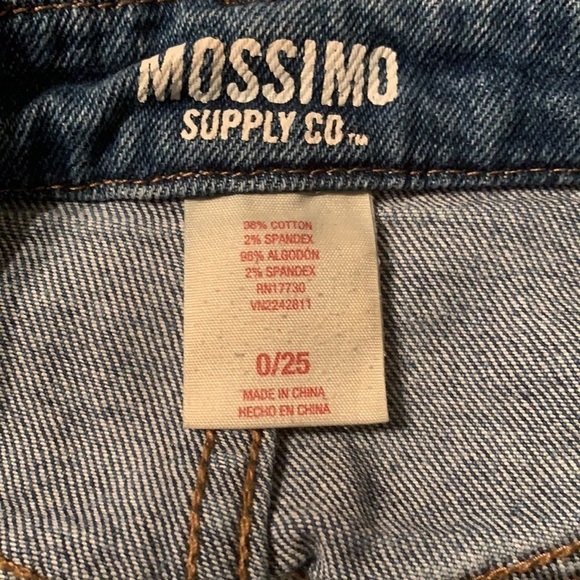 MOSSIMO
SUPPLY CO.™
98% COTTON
2% SPANDEX
98% ALGODÓN
2% SPANDEX
RN17730
VN2242811
0/25
MADE IN CHINA
HECHO EN CHINA